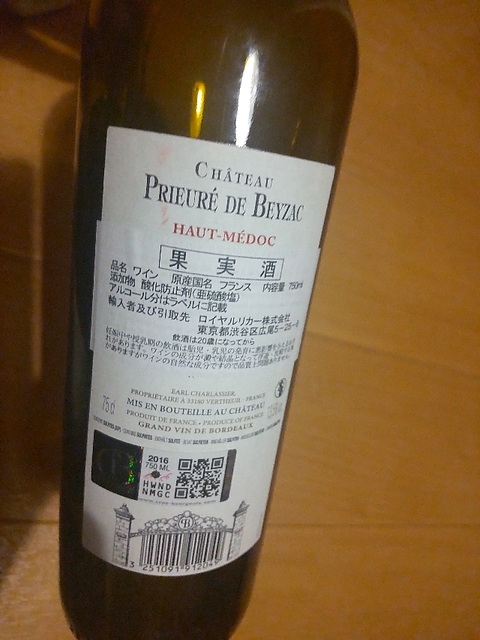 CHÂTEAU
PRIEURÉ DE BEYZAC
HAUT-MÉDOC
果実酒
品名 ワイン 原産国名 フランス 内容量 750ml
添加物 酸化防止剤(亜硫酸塩)
アルコール分はラベルに記載
輸入者及び引取先 ロイヤルリカー株式会社
東京都渋谷区広尾5-25-
飲酒は20歳になってから
EARL CHARLASSIER,
PROPRIÉTAIRE À 33180 VERTHEUIL - FRANCE
MIS EN BOUTEILLE AU CHÂTEAU
75cl
PRODUIT DE FRANCE • PRODUCE OF FRANCE
GRAND VIN DE BORDEAUX
2016
750 ML
HWND
NMGC
3 251091 91204